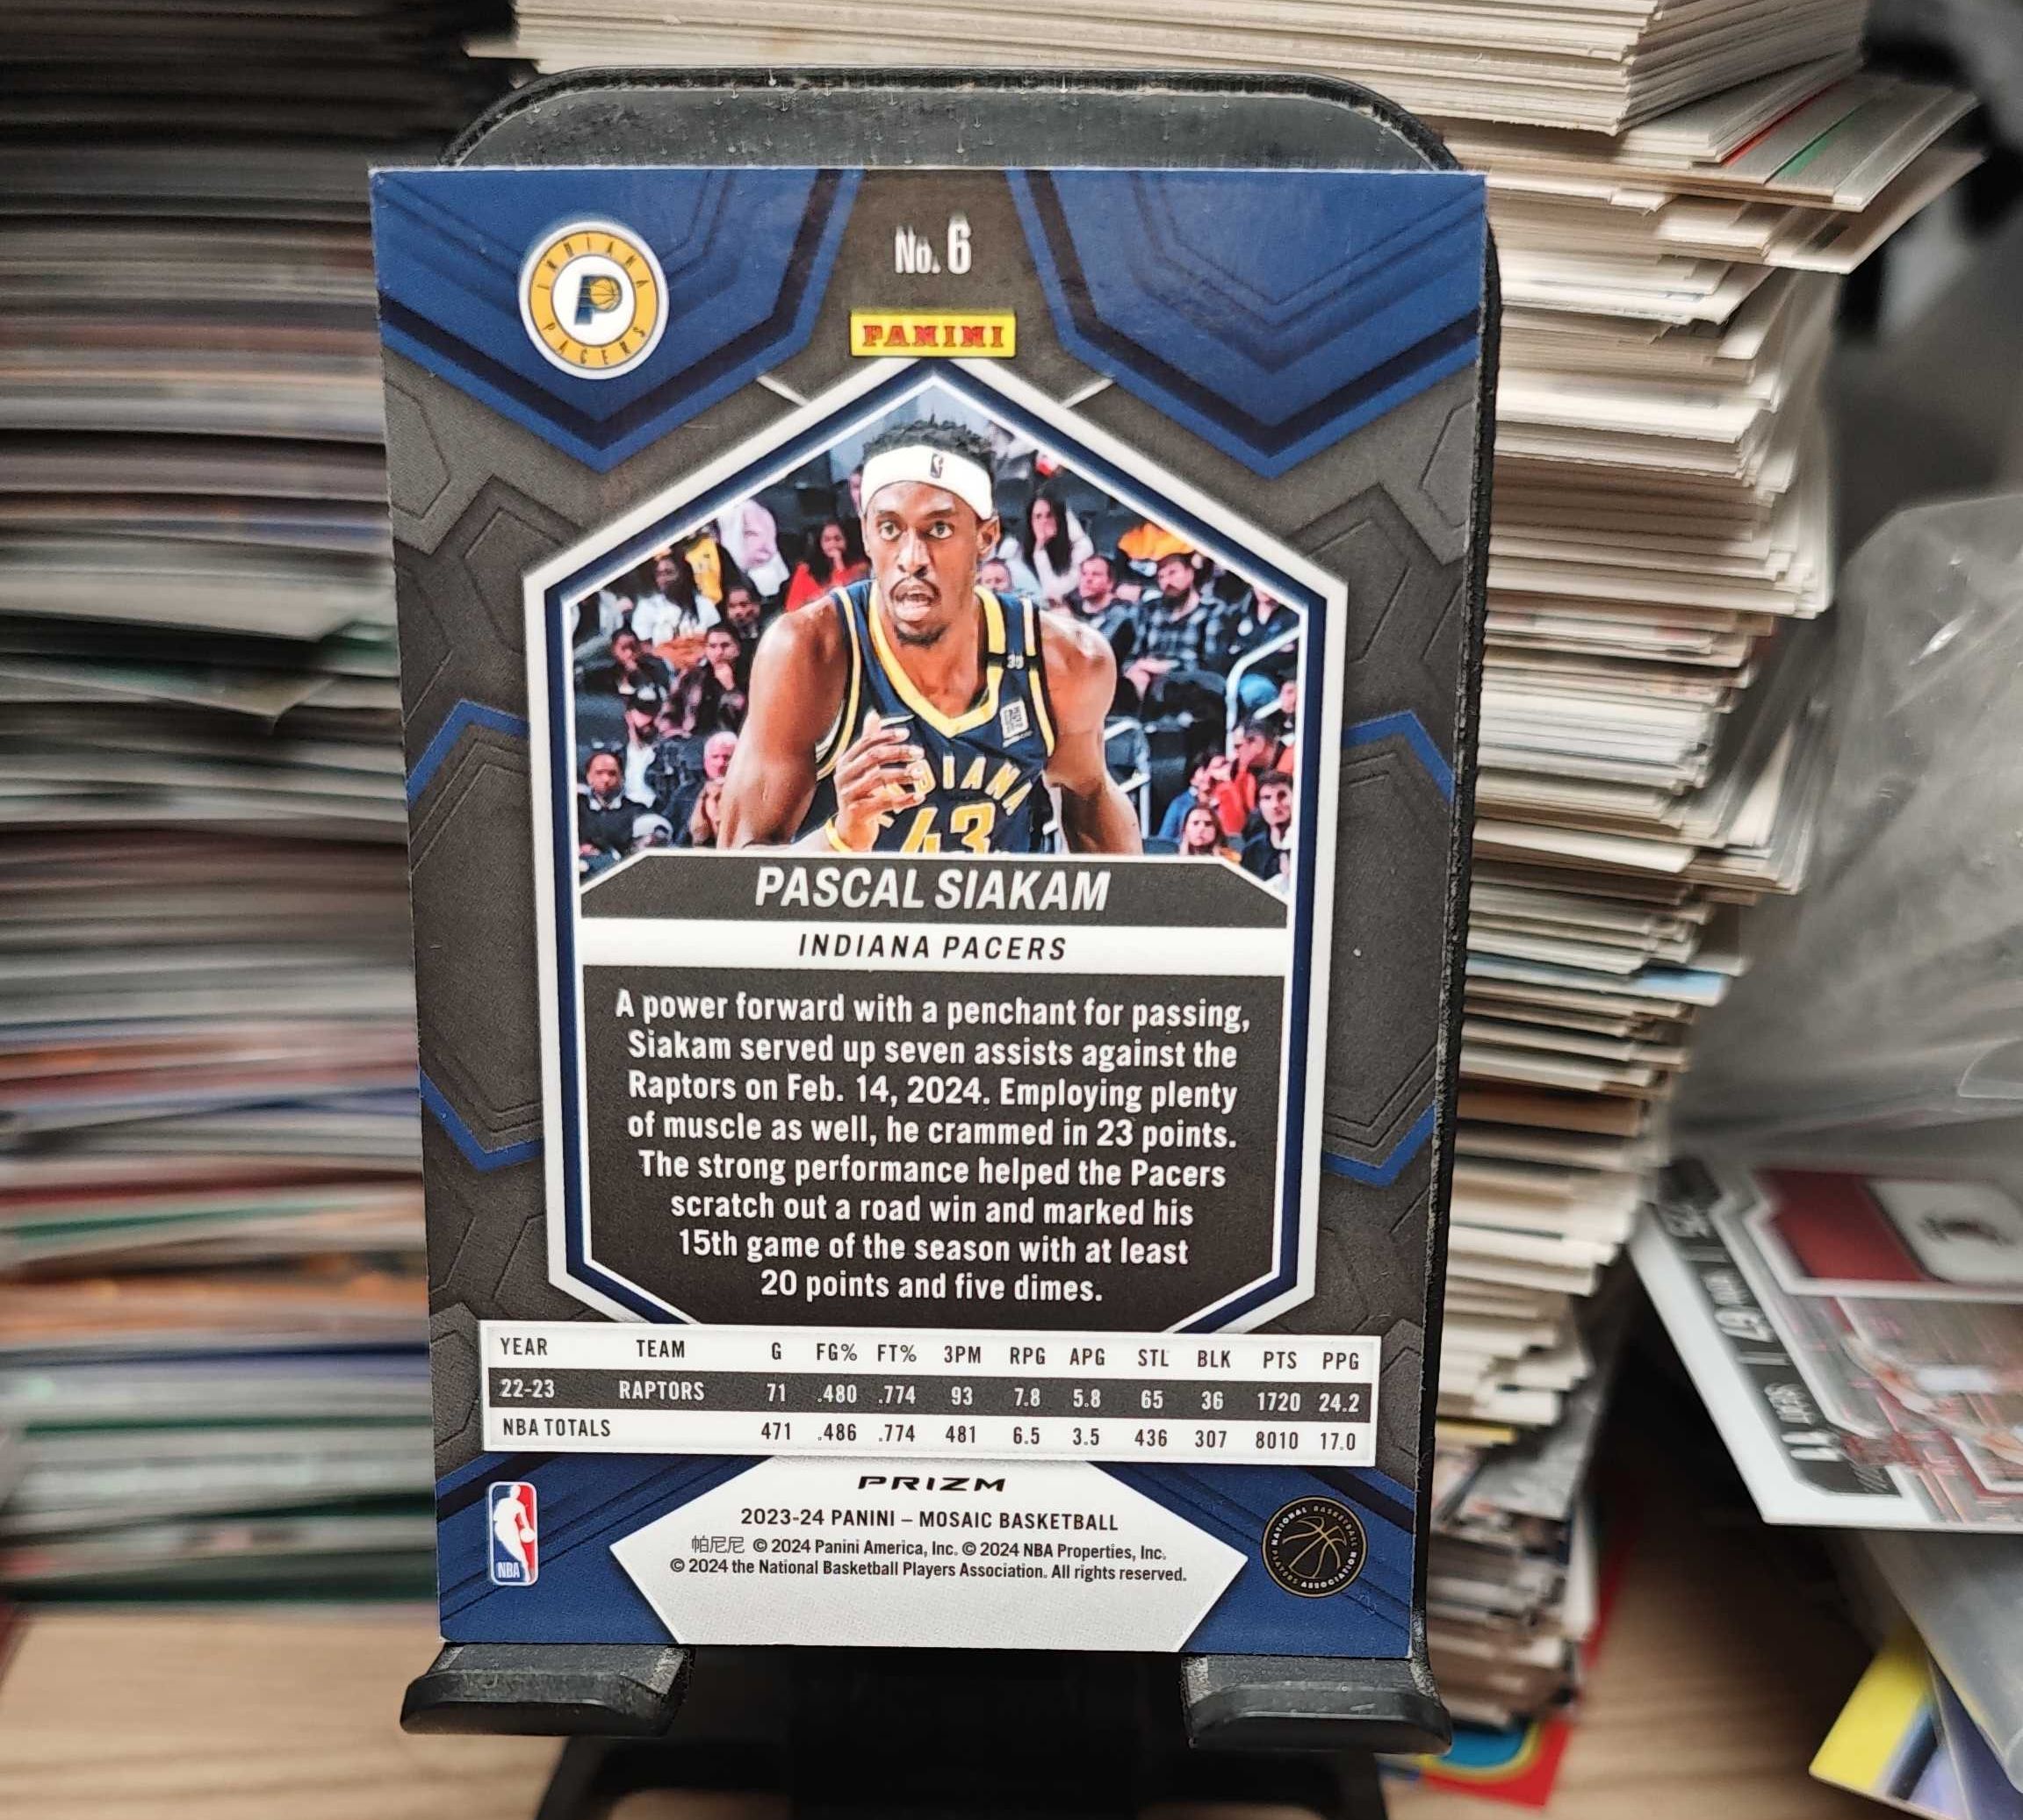 No. 6
INDIANA
P
PACERS
PANINI
30
INDIANA
43
PASCAL SIAKAM
INDIANA PACERS
A power forward with a penchant for passing,
Siakam served up seven assists against the
Raptors on Feb. 14, 2024. Employing plenty
of muscle as well, he crammed in 23 points.
The strong performance helped the Pacers
scratch out a road win and marked his
15th game of the season with at least
20 points and five dimes.
YEAR TEAM G FG% FT% 3PM RPG APG STL BLK PTS PPG
22-23 RAPTORS 71 .480 .774 93 7.8 5.8 65 36 1720 24.2
NBA TOTALS 471 .486 .774 481 6.5 3.5 436 307 8010 17.0
PRIZM
2023-24 PANINI – MOSAIC BASKETBALL
帕尼尼 © 2024 Panini America, Inc. © 2024 NBA Properties, Inc.
© 2024 the National Basketball Players Association. All rights reserved.
NBA
NATIONAL BASKETBALL
PLAYERS ASSOCIATION